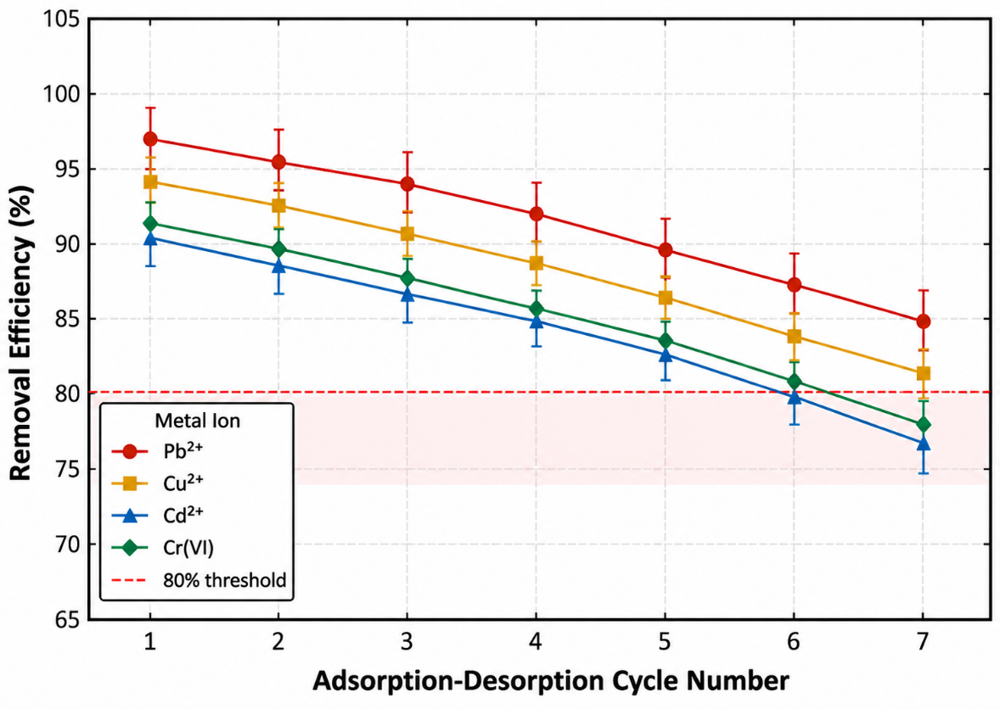 105
100
95
90
85
80
75
70
65
Removal Efficiency (%)
Metal Ion
Pb²⁺
Cu²⁺
Cd²⁺
Cr(VI)
80% threshold
1 2 3 4 5 6 7
Adsorption-Desorption Cycle Number